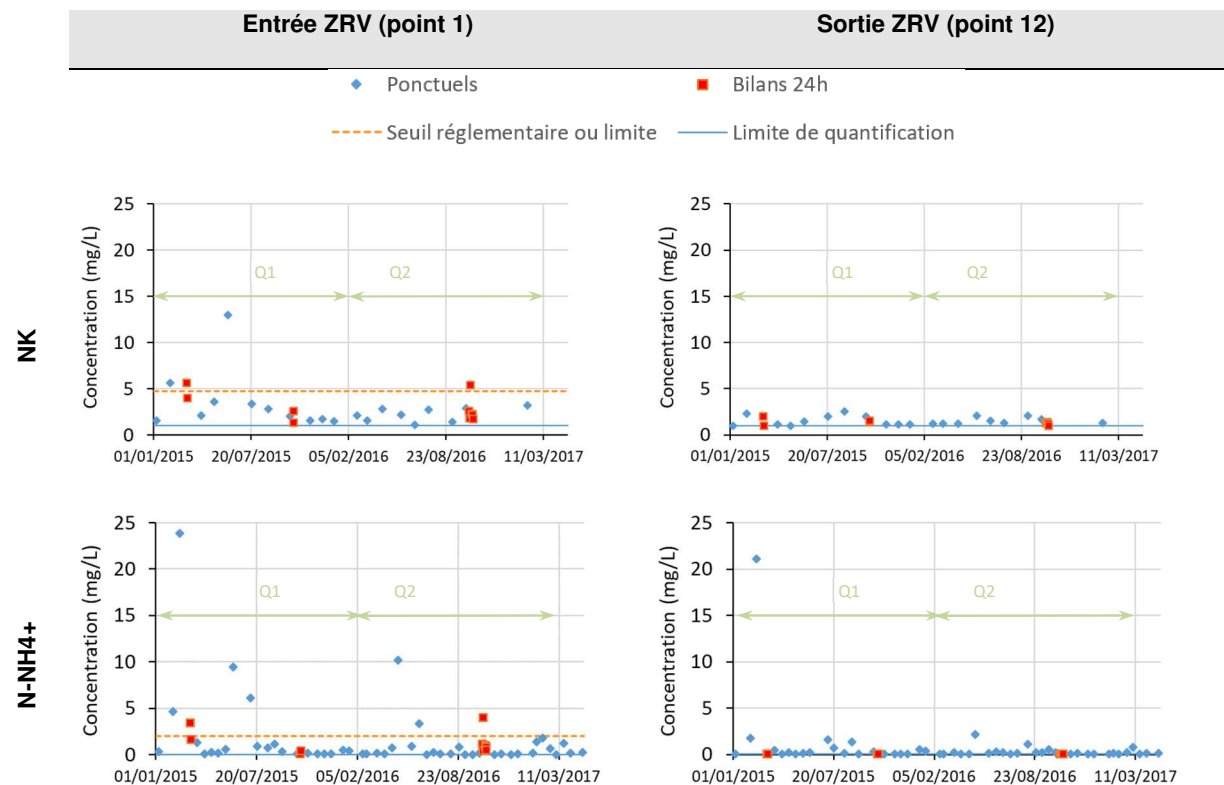 Entrée ZRV (point 1) Sortie ZRV (point 12)
Ponctuels Bilans 24h
Seuil réglementaire ou limite Limite de quantification
NK
Concentration (mg/L)
25
20
15
10
5
0
Q1 Q2
01/01/2015 20/07/2015 05/02/2016 23/08/2016 11/03/2017
Concentration (mg/L)
25
20
15
10
5
0
Q1 Q2
01/01/2015 20/07/2015 05/02/2016 23/08/2016 11/03/2017
N-NH4+
Concentration (mg/L)
25
20
15
10
5
0
Q1 Q2
01/01/2015 20/07/2015 05/02/2016 23/08/2016 11/03/2017
Concentration (mg/L)
25
20
15
10
5
0
Q1 Q2
01/01/2015 20/07/2015 05/02/2016 23/08/2016 11/03/2017